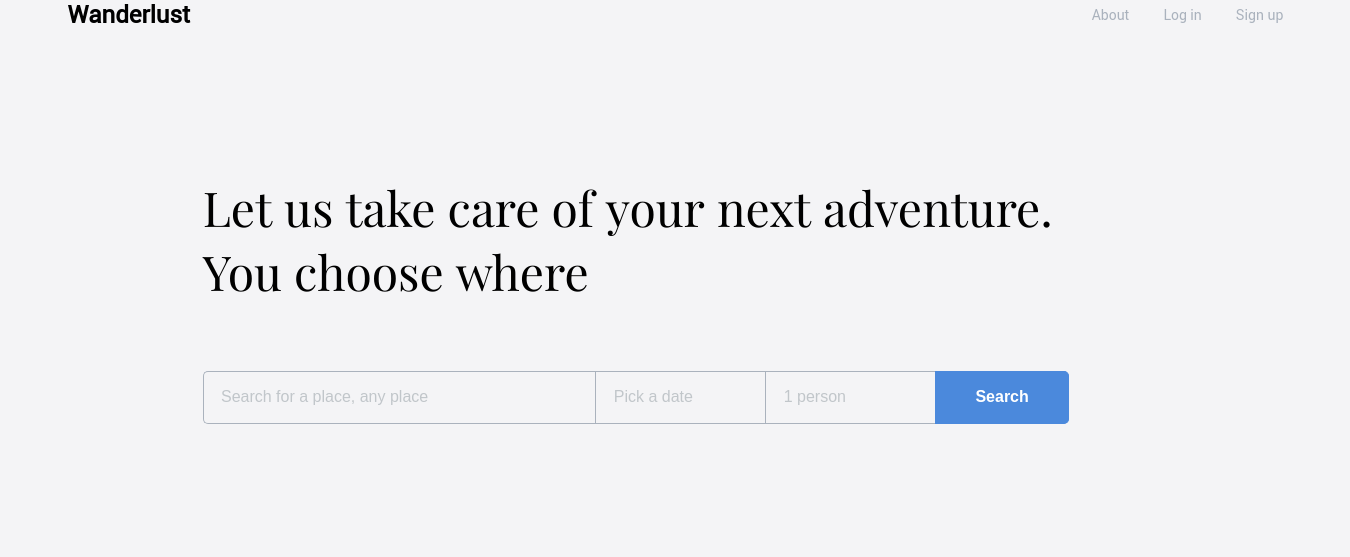 Wanderlust
About
Log in
Sign up
Let us take care of your next adventure.
You choose where
Search for a place, any place
Pick a date
1 person
Search